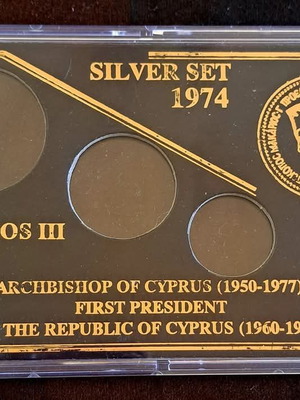 SILVER SET
1974
OS III
ARCHBISHOP OF CYPRUS (1950-1977)
FIRST PRESIDENT
THE REPUBLIC OF CYPRUS (1960-19